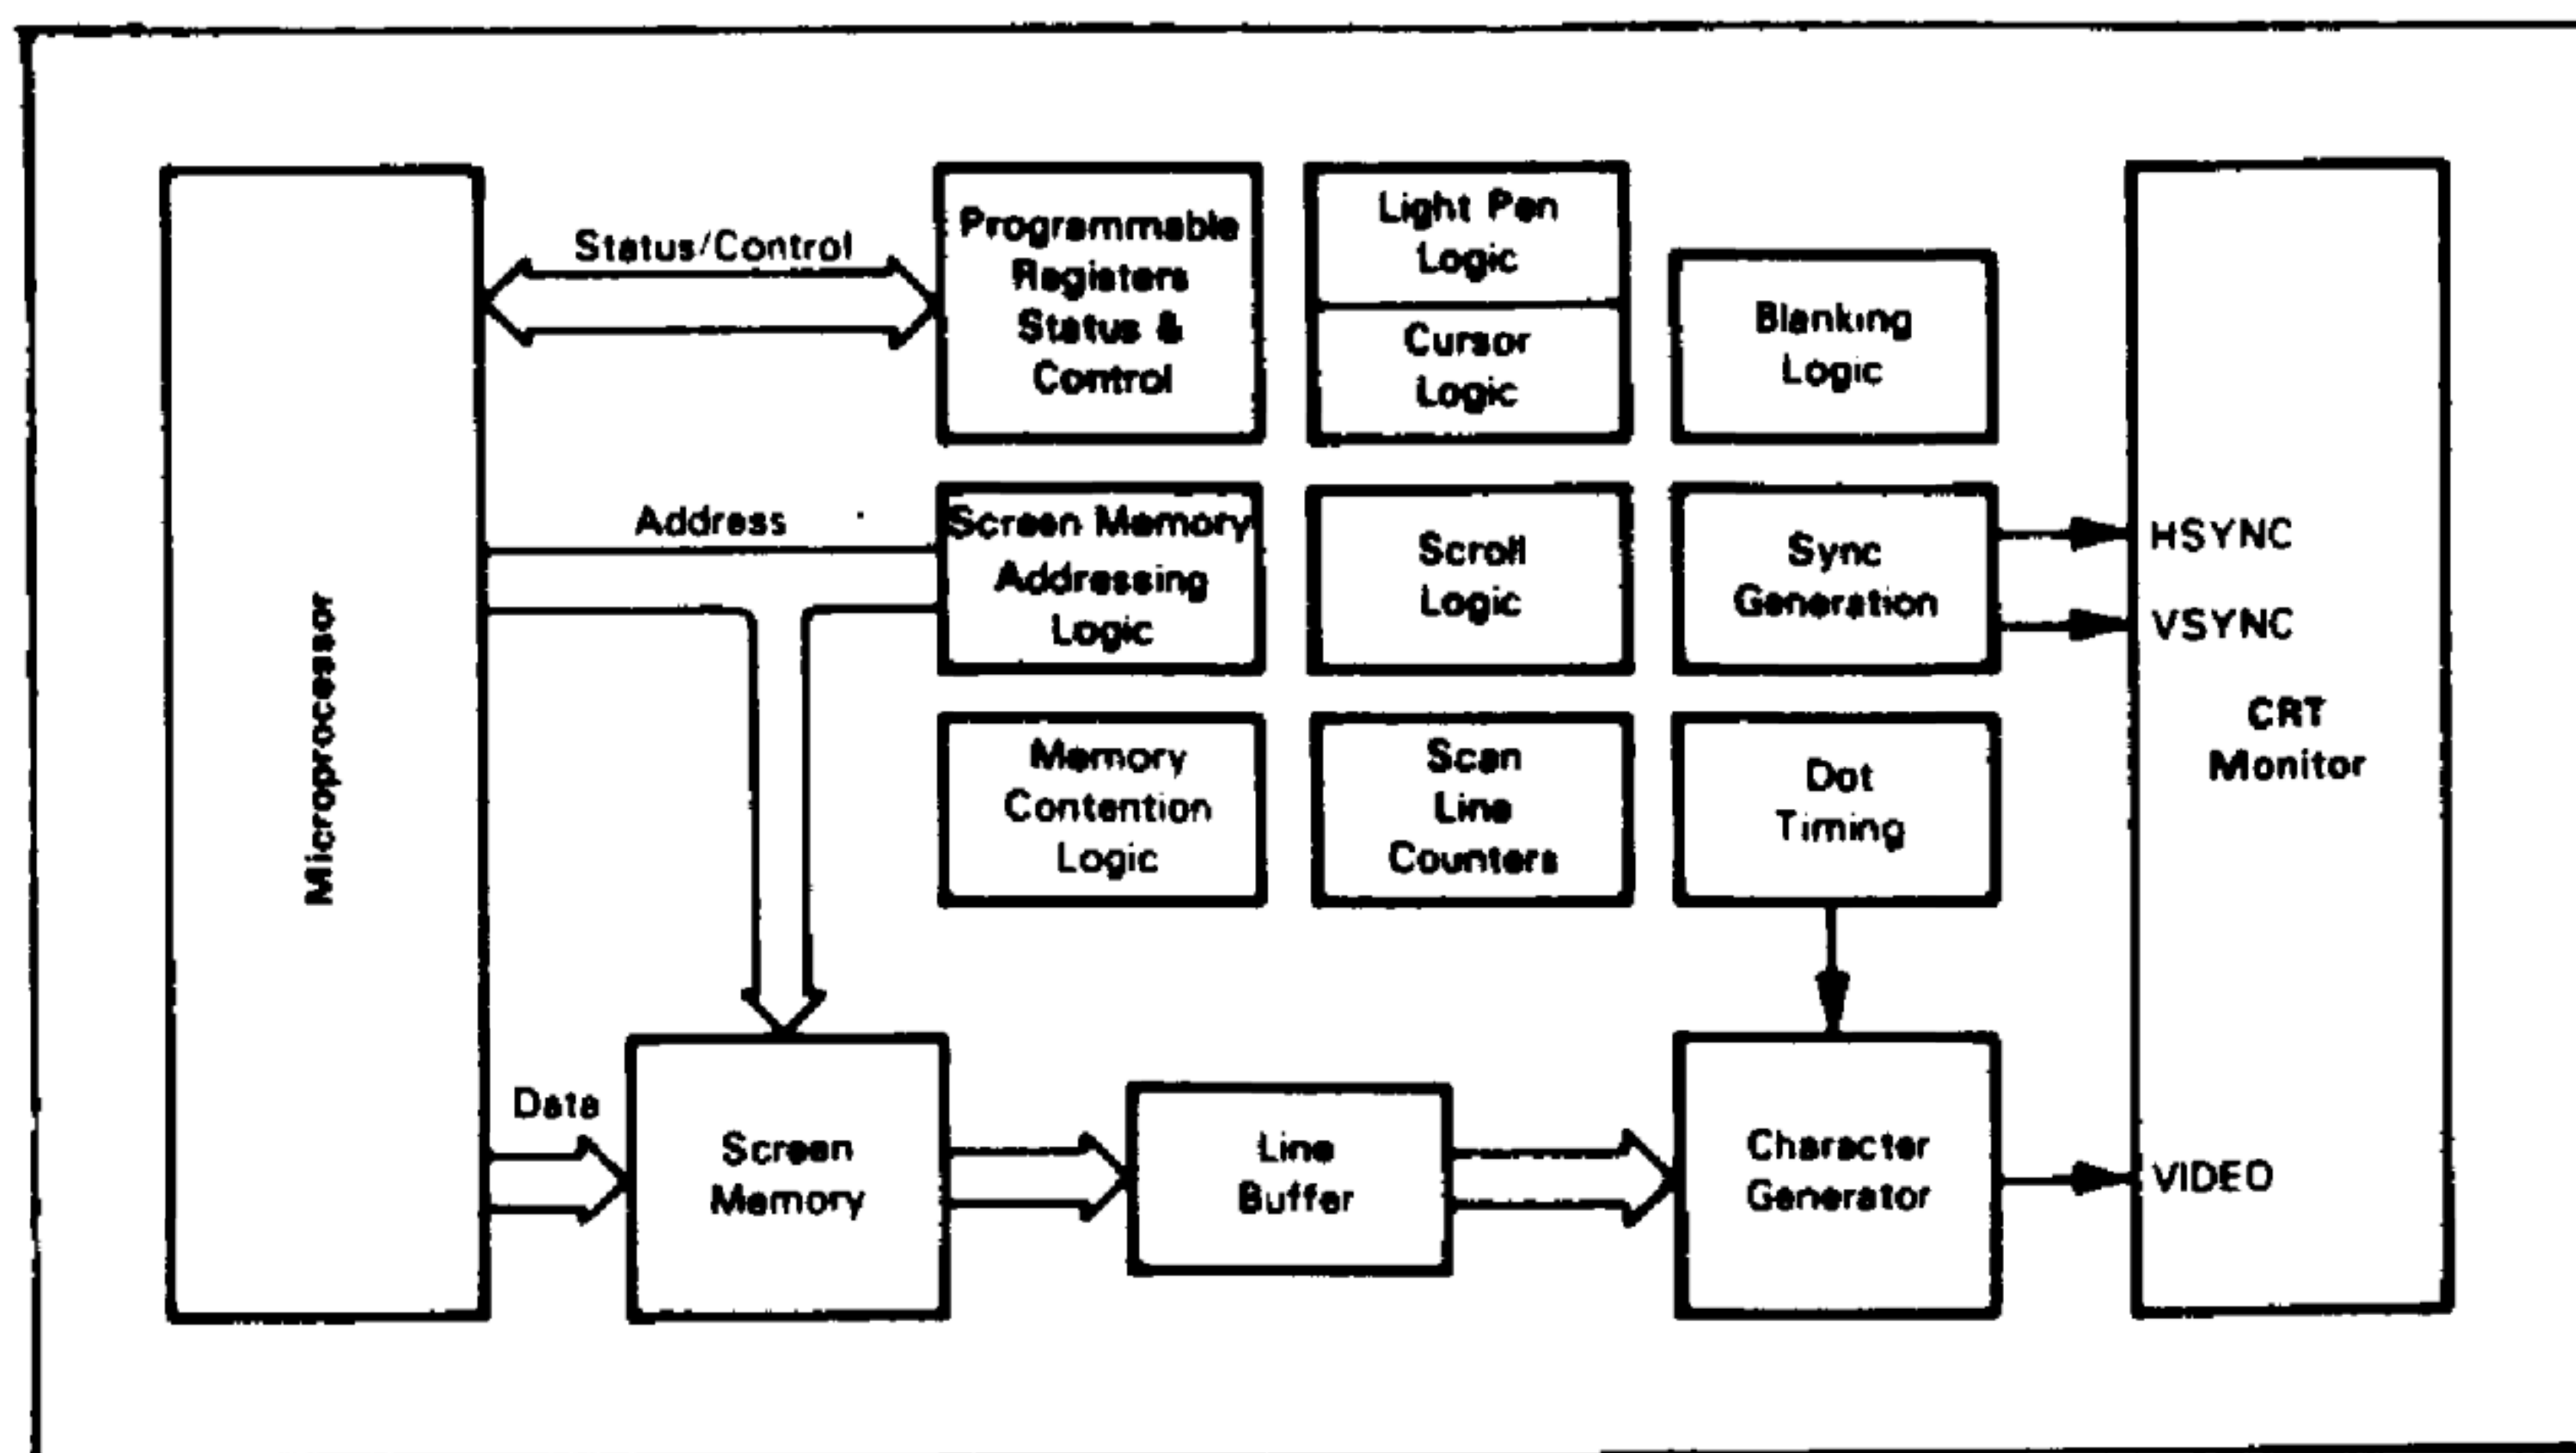 Microprocessor
Status/Control
Programmable
Registers
Status &
Control
Light Pen
Logic
Cursor
Logic
Blanking
Logic
Address
Screen Memory
Addressing
Logic
Scroll
Logic
Sync
Generation
HSYNC
VSYNC
CRT
Monitor
Memory
Contention
Logic
Scan
Line
Counters
Dot
Timing
Data
Screen
Memory
Line
Buffer
Character
Generator
VIDEO